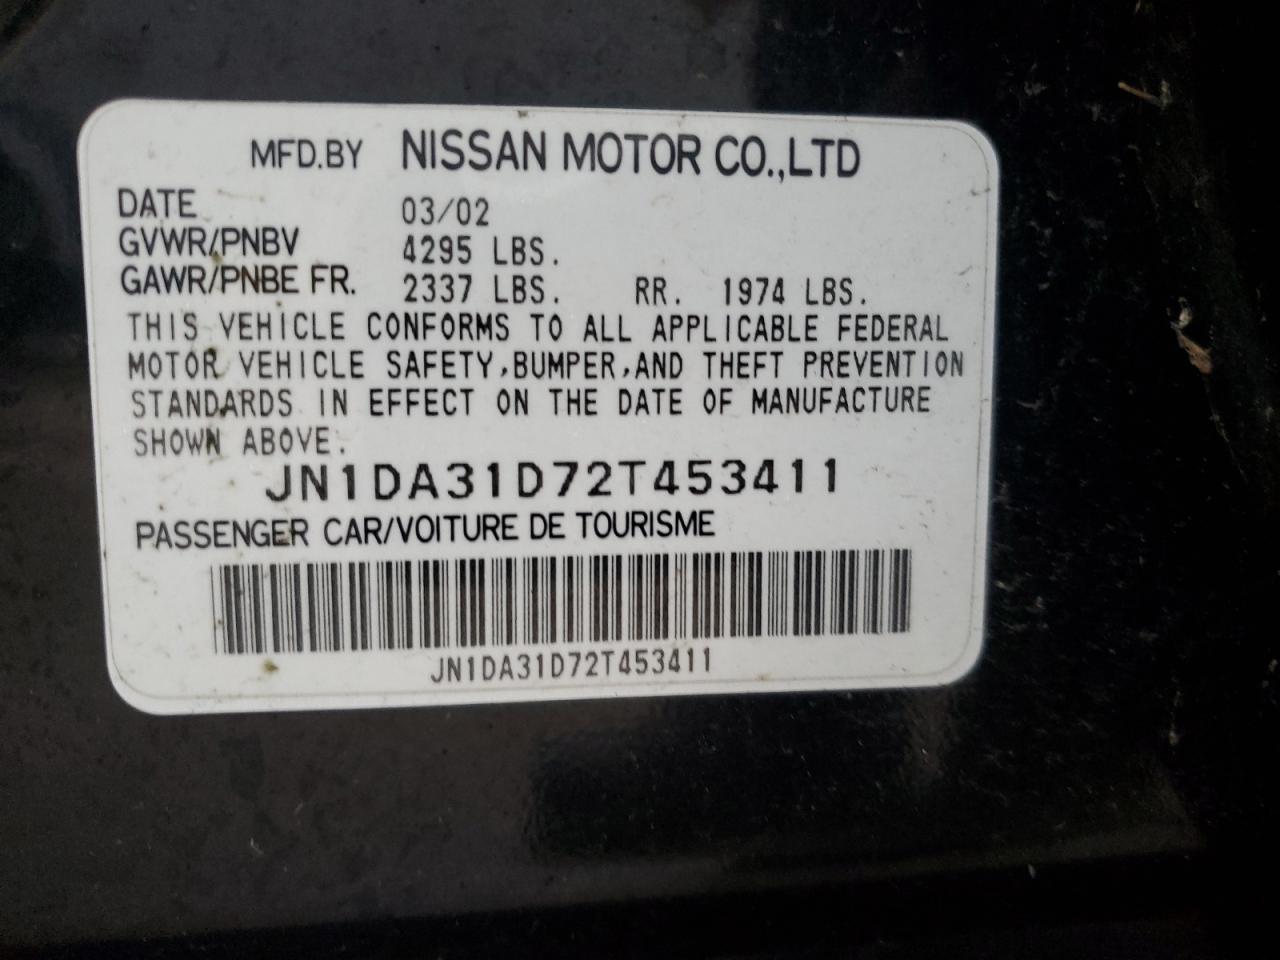 MFD.BY NISSAN MOTOR CO.,LTD
DATE 03/02
GVWR/PNBV 4295 LBS.
GAWR/PNBE FR. 2337 LBS. RR. 1974 LBS.
THIS VEHICLE CONFORMS TO ALL APPLICABLE FEDERAL
MOTOR VEHICLE SAFETY,BUMPER,AND THEFT PREVENTION
STANDARDS IN EFFECT ON THE DATE OF MANUFACTURE
SHOWN ABOVE.
JN1DA31D72T453411
PASSENGER CAR/VOITURE DE TOURISME
JN1DA31D72T453411